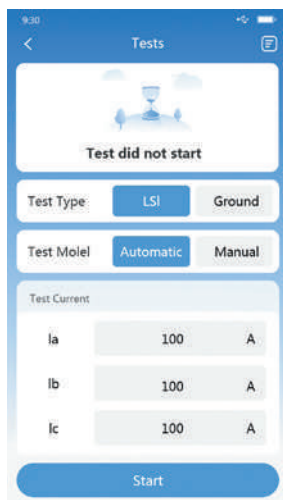 9:30
Tests
Test did not start
Test Type LSI Ground
Test Molel Automatic Manual
Test Current
Ia 100 A
Ib 100 A
Ic 100 A
Start